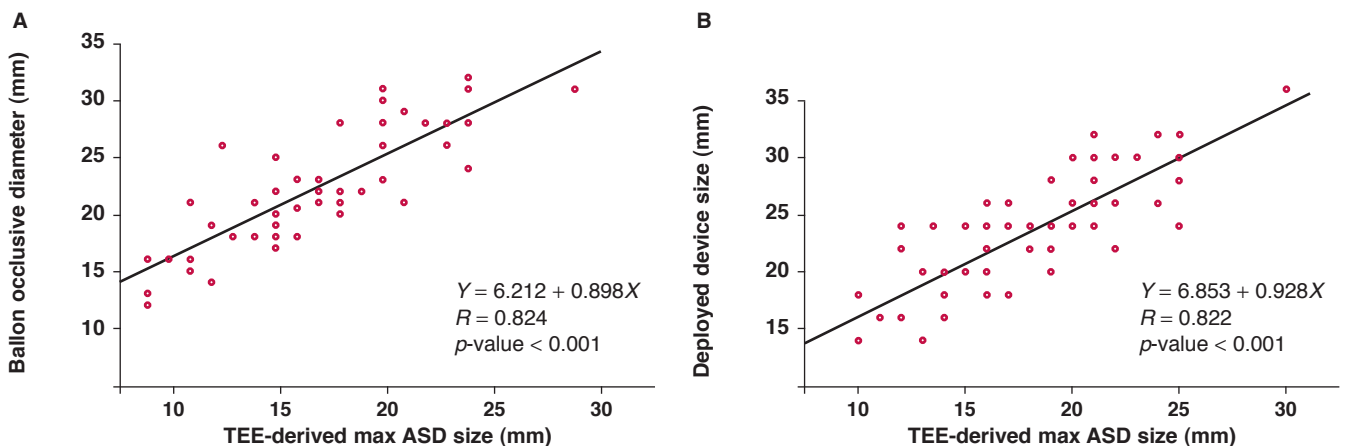 A
Ballon occlusive diameter (mm)
35
30
25
20
15
10
Y = 6.212 + 0.898X
R = 0.824
p-value < 0.001
10 15 20 25 30
TEE-derived max ASD size (mm)
B
Deployed device size (mm)
35
30
25
20
15
Y = 6.853 + 0.928X
R = 0.822
p-value < 0.001
10 15 20 25 30
TEE-derived max ASD size (mm)